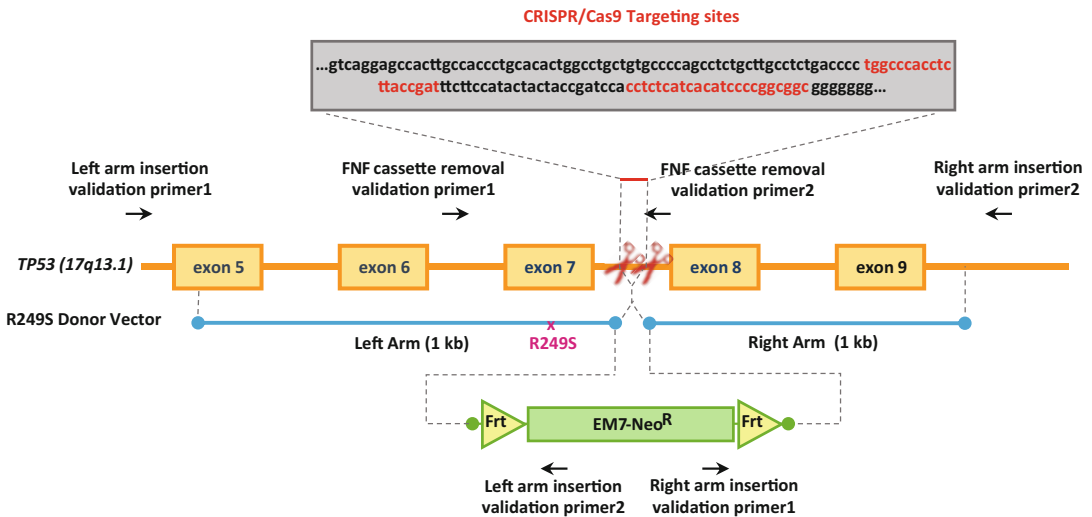 CRISPR/Cas9 Targeting sites
...gtcaggagccacttgccaccctgcacactggcctgctgtgccccagcctctgcttgcctctgacccc tggcccacctc
ttaccgatttcttccatactactaccgatccacctctcatcacatccccggcggc ggggggg...
Left arm insertion
validation primer1
FNF cassette removal
validation primer1
FNF cassette removal
validation primer2
Right arm insertion
validation primer2
TP53 (17q13.1)
exon 5
exon 6
exon 7
exon 8
exon 9
R249S Donor Vector
x
Left Arm (1 kb)
R249S
Right Arm (1 kb)
Frt
EM7-NeoR
Frt
Left arm insertion
validation primer2
Right arm insertion
validation primer1